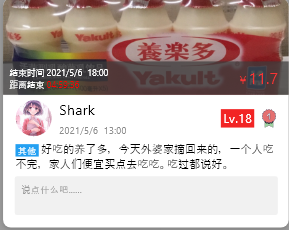 養楽多
Yakult
结束时间 2021/5/6 18:00
距离结束
¥11.7
Shark
2021/5/6 13:00
Lv.18
其他 好吃的养了多，今天外婆家摘回来的，一个人吃
不完，家人们便宜买点去吃吃。吃过都说好。
说点什么吧......